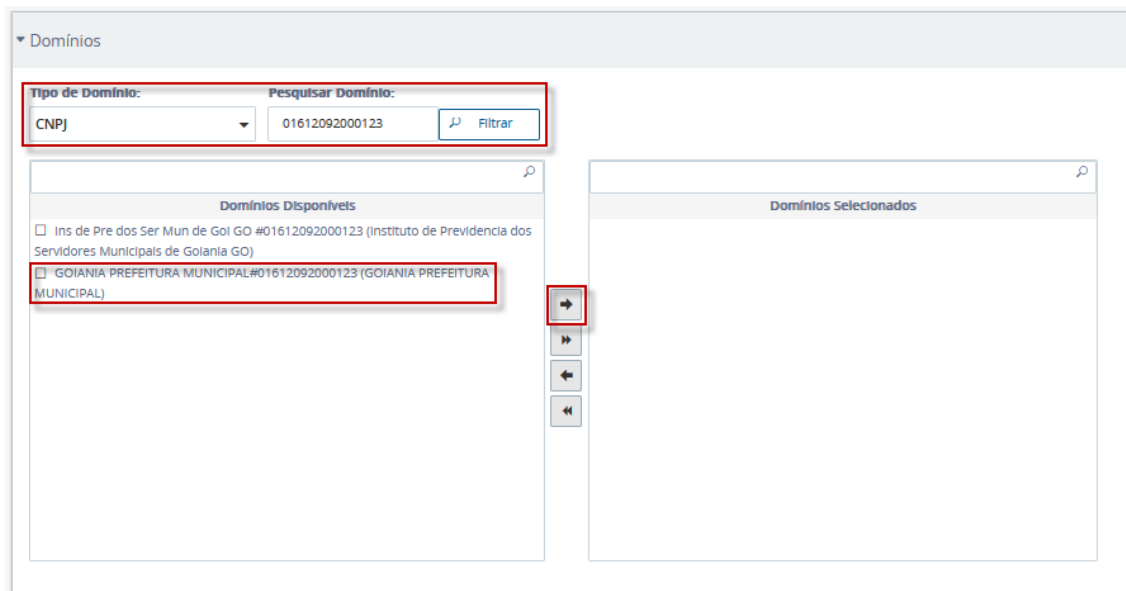 Domínios
Tipo de Domínio: Pesquisar Domínio:
CNPJ 01612092000123 Filtrar
Domínios Disponíveis Domínios Selecionados
Ins de Pre dos Ser Mun de Goi GO #01612092000123 (Instituto de Previdencia dos
Servidores Municipais de Goiania GO)
GOIANIA PREFEITURA MUNICIPAL#01612092000123 (GOIANIA PREFEITURA
MUNICIPAL)